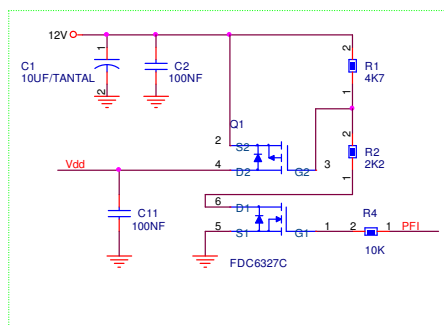 12V
1
2
C1
10UF/TANTAL
2
C2
100NF
R1
4K7
1
Q1
2
S2
Vdd
4
D2
G2
3
2
R2
2K2
1
C11
100NF
6
D1
5
S1
G1
1
2
R4
1
PFI
10K
FDC6327C